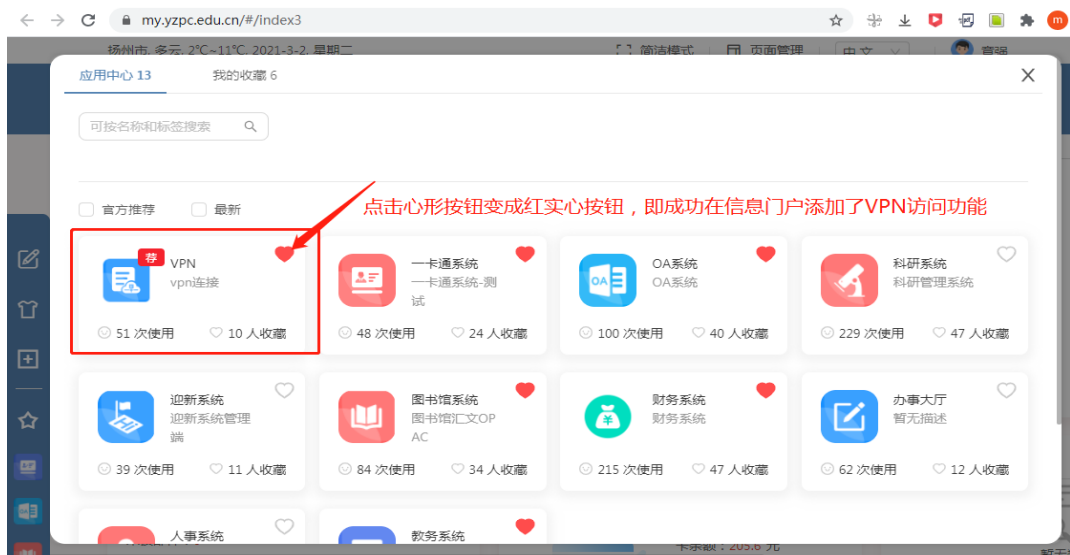 my.yzpc.edu.cn/#/index3
m
扬州市, 多云, 2℃~11℃, 2021-3-2, 星期二
简洁模式
页面管理
中文
应用中心 13
我的收藏 6
可按名称和标签搜索
官方推荐
最新
点击心形按钮变成红实心按钮，即成功在信息门户添加了VPN访问功能
荐
VPN
vpn连接
51 次使用
10 人收藏
一卡通系统
一卡通系统-测
试
48 次使用
24 人收藏
OA
OA系统
OA系统
100 次使用
40 人收藏
科研系统
科研管理系统
229 次使用
47 人收藏
迎新系统
迎新系统管理
端
39 次使用
11 人收藏
图书馆系统
图书馆汇文OP
AC
84 次使用
34 人收藏
财务系统
财务系统
215 次使用
47 人收藏
办事大厅
暂无描述
62 次使用
12 人收藏
人事系统
教务系统
卡余额：205.6 元